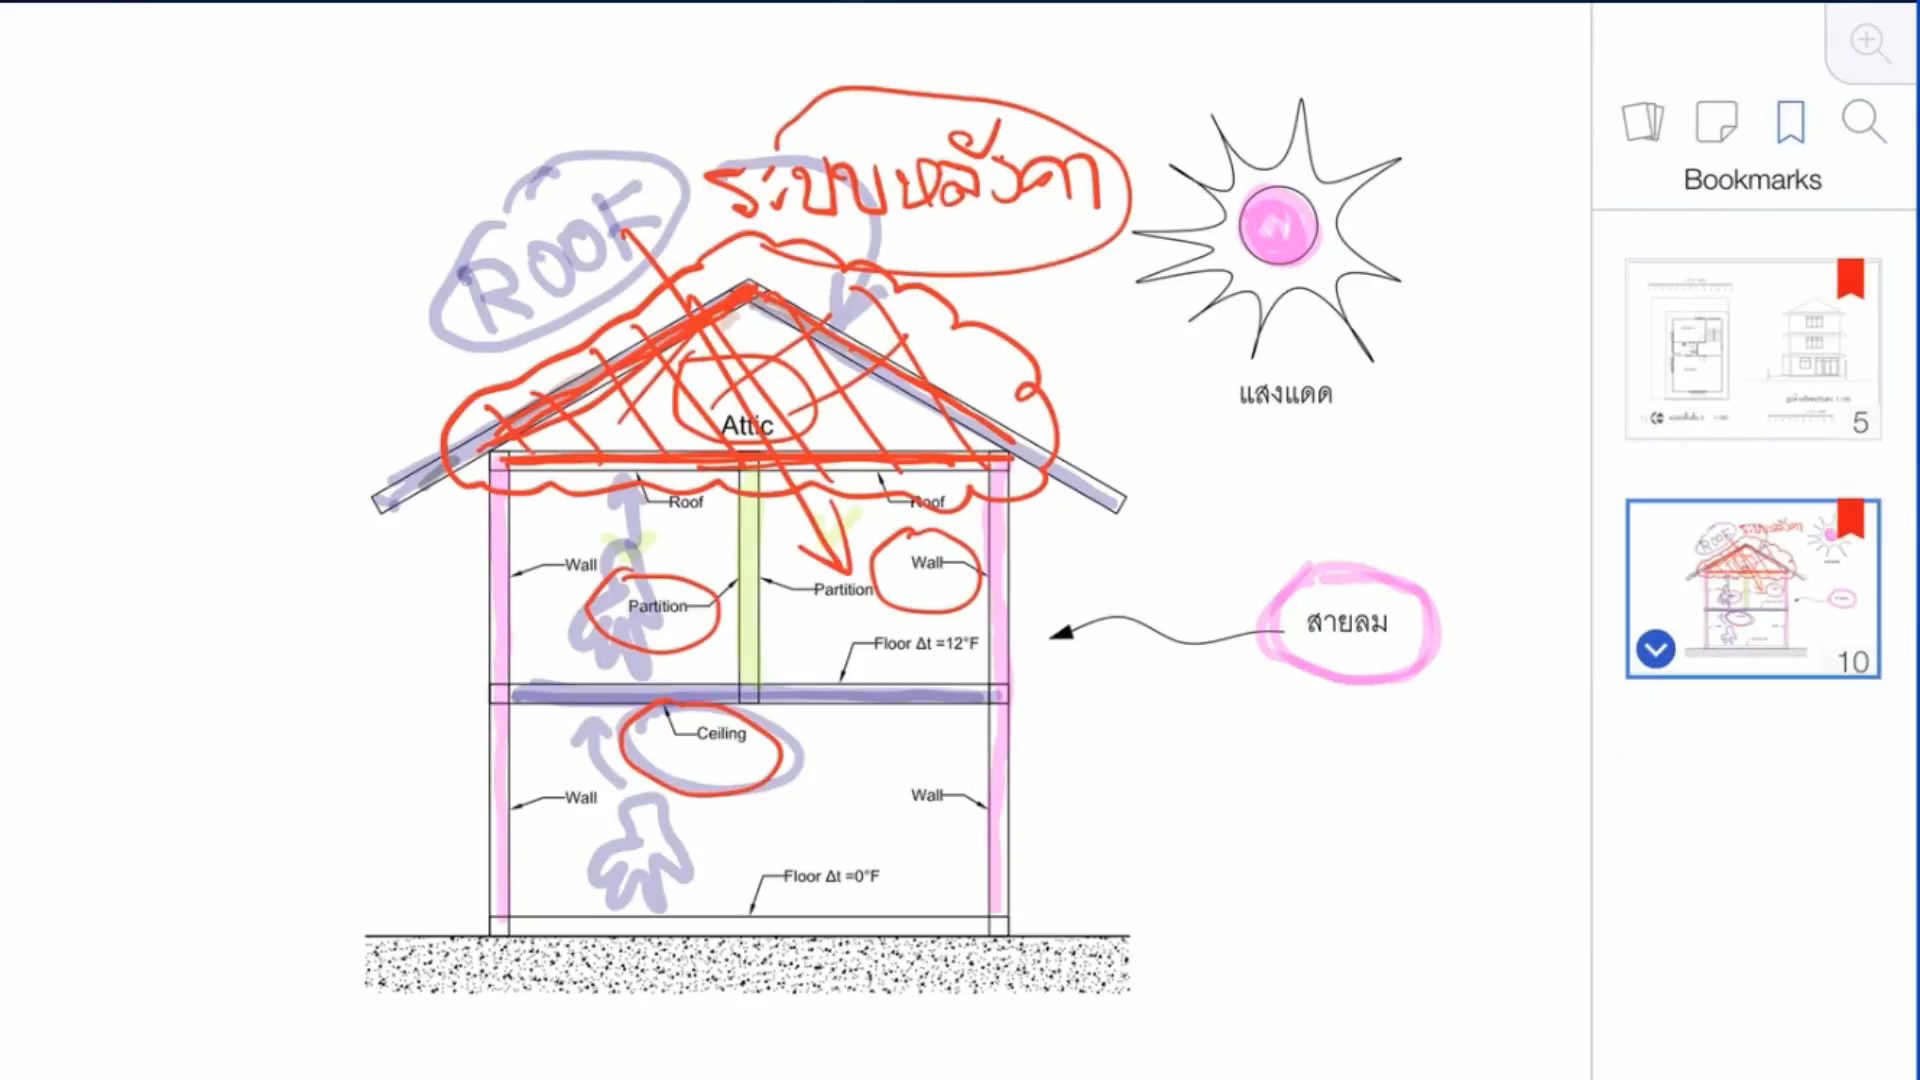 ระบบหลังคา
ROOF
แสงแดด
Attic
Roof
Roof
Wall
Wall
Partition
Partition
สายลม
Floor Δt =12°F
Ceiling
Wall
Wall
Floor Δt =0°F
Bookmarks
5
10